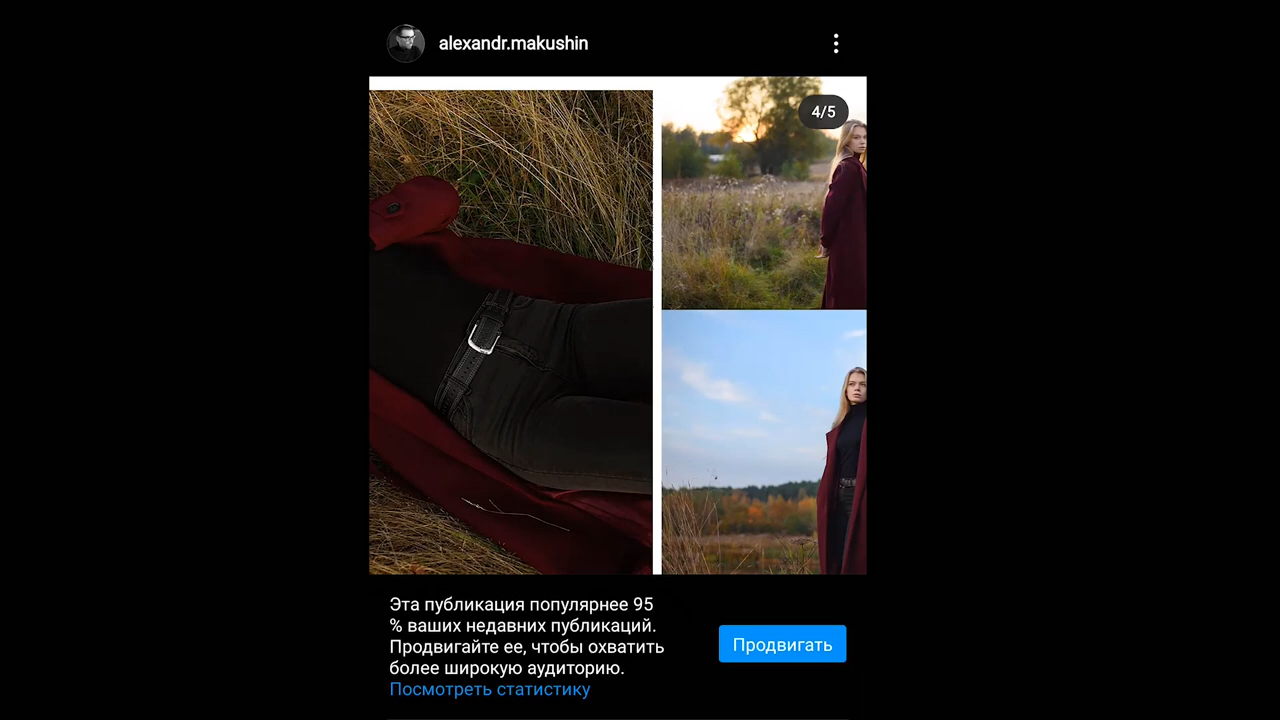 alexandr.makushin
4/5
Эта публикация популярнее 95
% ваших недавних публикаций.
Продвигайте ее, чтобы охватить
более широкую аудиторию.
Посмотреть статистику
Продвигать